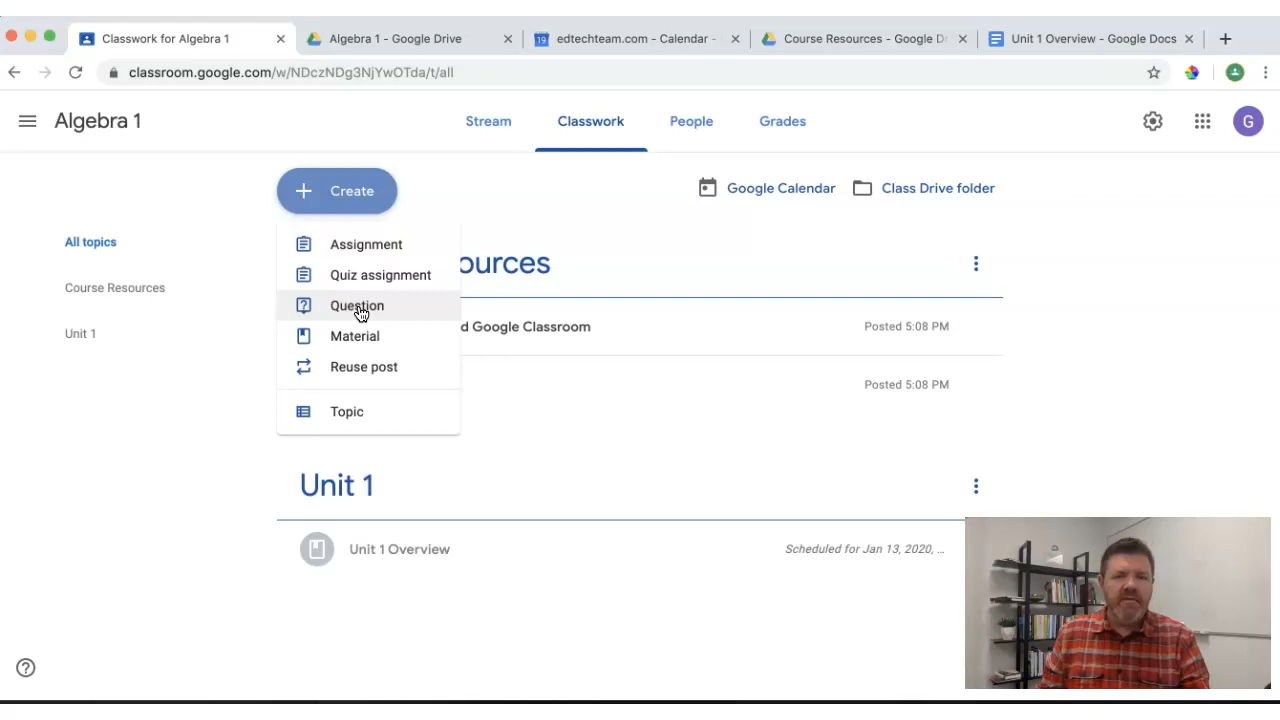 Classwork for Algebra 1
Algebra 1 - Google Drive
19 edtechteam.com - Calendar -
Course Resources - Google Dr
Unit 1 Overview - Google Docs
classroom.google.com/w/NDczNDg3NjYwOTda/t/all
Algebra 1
Stream
Classwork
People
Grades
G
Create
Google Calendar
Class Drive folder
All topics
Course Resources
Unit 1
Assignment
Quiz assignment
Question
Material
Reuse post
Topic
ources
d Google Classroom
Posted 5:08 PM
Posted 5:08 PM
Unit 1
Unit 1 Overview
Scheduled for Jan 13, 2020, ...